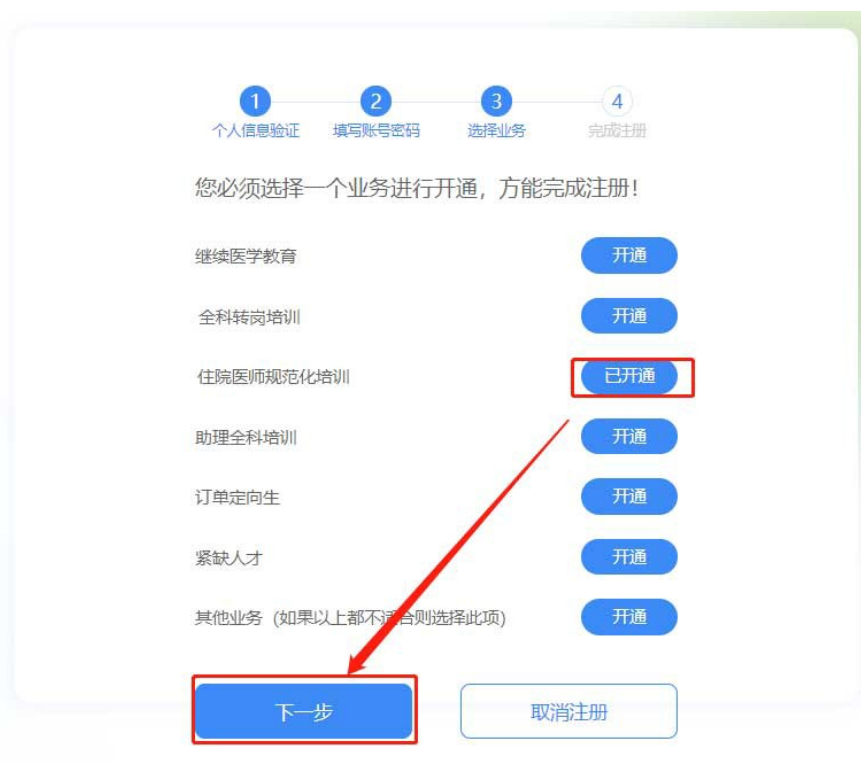 1 2 3 4
个人信息验证 填写账号密码 选择业务 完成注册
您必须选择一个业务进行开通，方能完成注册！
继续医学教育 开通
全科转岗培训 开通
住院医师规范化培训 已开通
助理全科培训 开通
订单定向生 开通
紧缺人才 开通
其他业务（如果以上都不适合则选择此项） 开通
下一步 取消注册